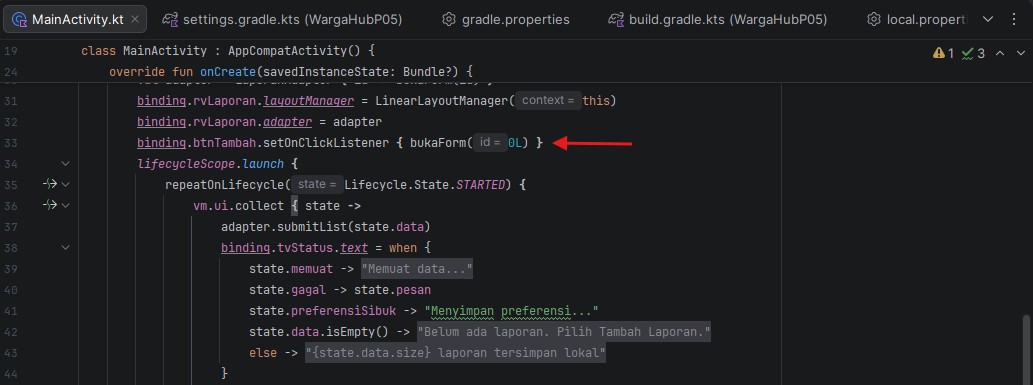 MainActivity.kt settings.gradle.kts (WargaHubP05) gradle.properties build.gradle.kts (WargaHubP05) local.properti
19 class MainActivity : AppCompatActivity() { 1 3
24 override fun onCreate(savedInstanceState: Bundle?) {
31 binding.rvLaporan.layoutManager = LinearLayoutManager( context = this)
32 binding.rvLaporan.adapter = adapter
33 binding.btnTambah.setOnClickListener { bukaForm( id = 0L) }
34 lifecycleScope.launch {
35 repeatOnLifecycle( state = Lifecycle.State.STARTED) {
36 vm.ui.collect { state ->
37 adapter.submitList(state.data)
38 binding.tvStatus.text = when {
39 state.memuat -> "Memuat data..."
40 state.gagal -> state.pesan
41 state.preferensiSibuk -> "Menyimpan preferensi..."
42 state.data.isEmpty() -> "Belum ada laporan. Pilih Tambah Laporan."
43 else -> "{state.data.size} laporan tersimpan lokal"
44 }